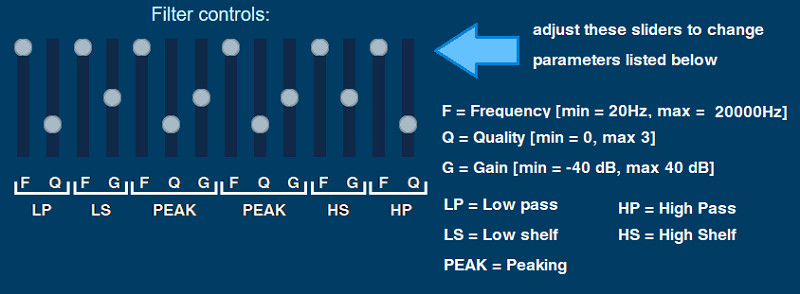 Filter controls:
adjust these sliders to change
parameters listed below
F = Frequency [min = 20Hz, max = 20000Hz]
Q = Quality [min = 0, max 3]
G = Gain [min = -40 dB, max 40 dB]
F Q F G F Q G F Q G F G F Q
LP LS PEAK PEAK HS HP
LP = Low pass HP = High Pass
LS = Low shelf HS = High Shelf
PEAK = Peaking